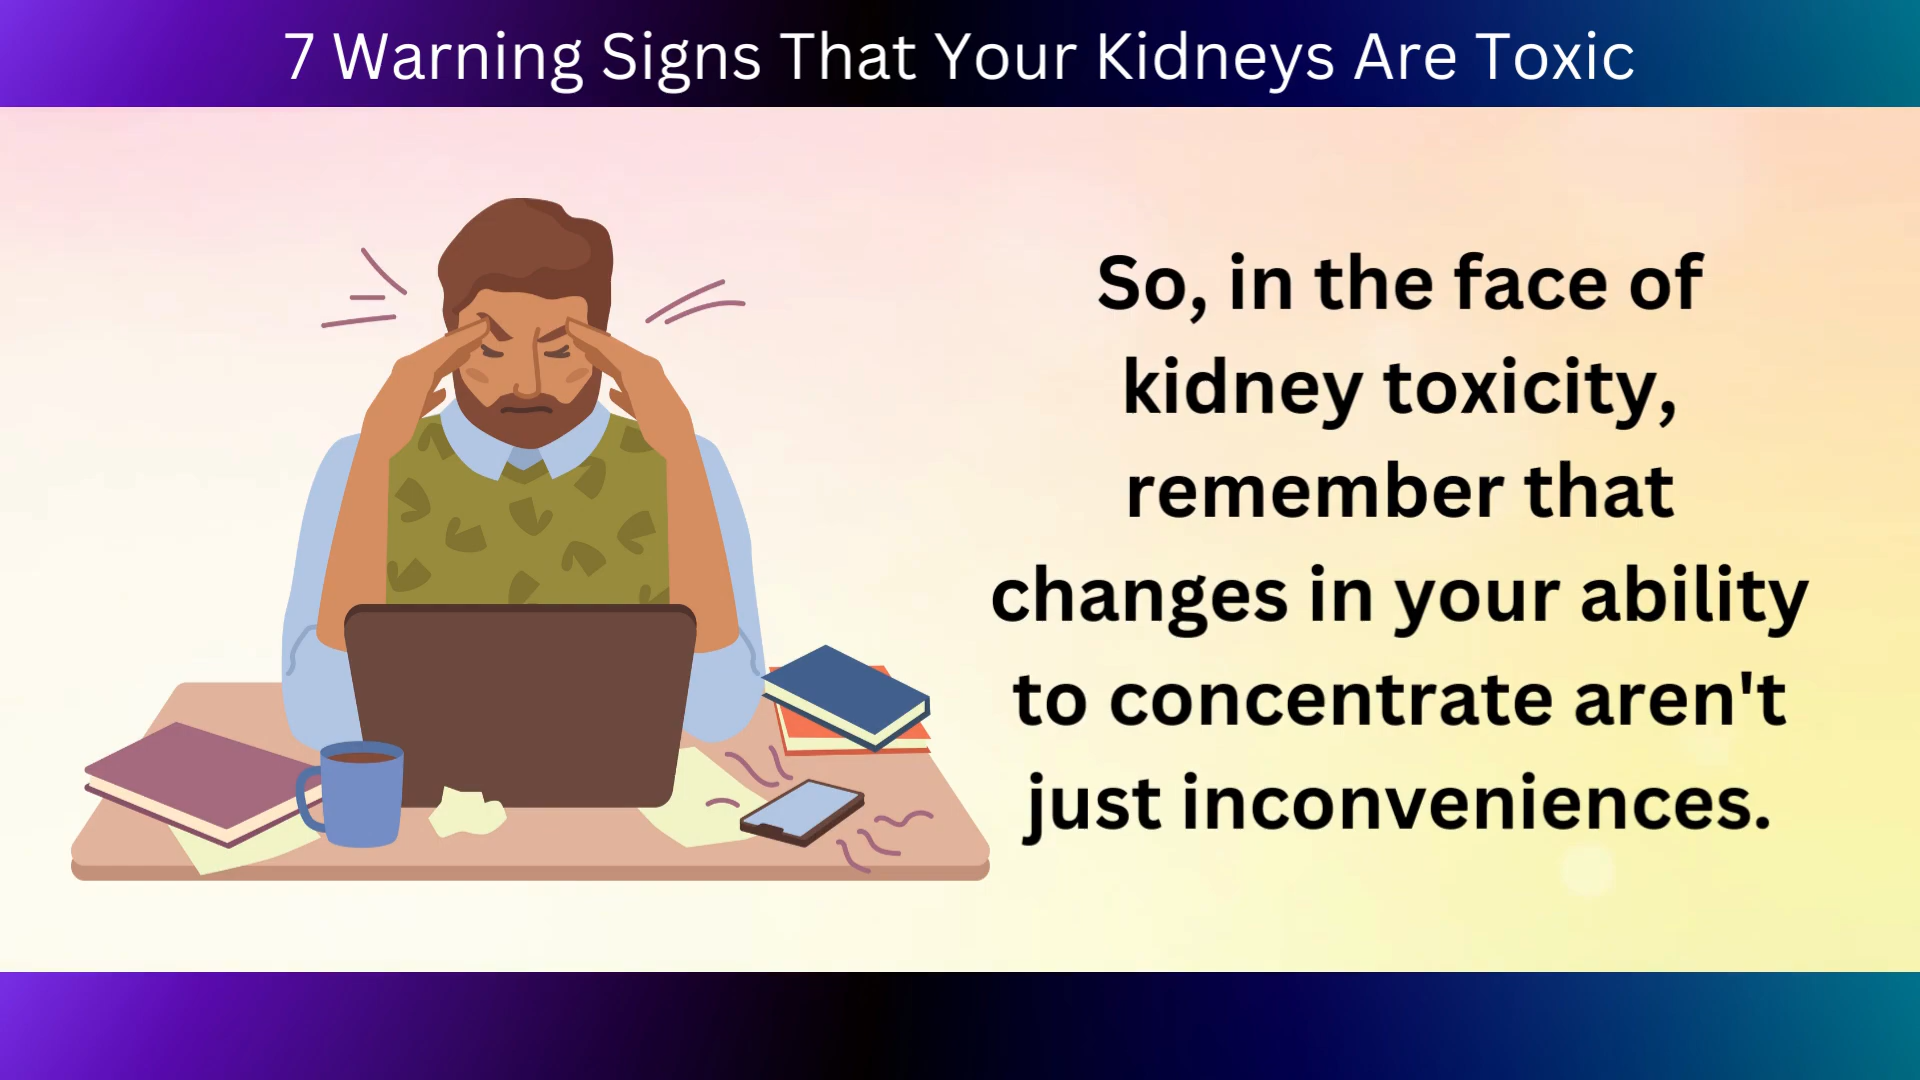 7 Warning Signs That Your Kidneys Are Toxic
So, in the face of
kidney toxicity,
remember that
changes in your ability
to concentrate aren't
just inconveniences.